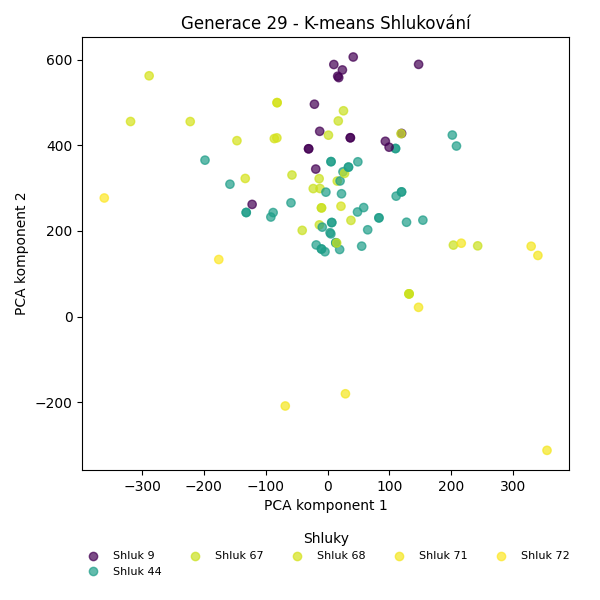 Generace 29 - K-means Shlukování
600
400
200
0
−200
PCA komponent 2
−300 −200 −100 0 100 200 300
PCA komponent 1
Shluky
Shluk 9 Shluk 67 Shluk 68 Shluk 71 Shluk 72
Shluk 44